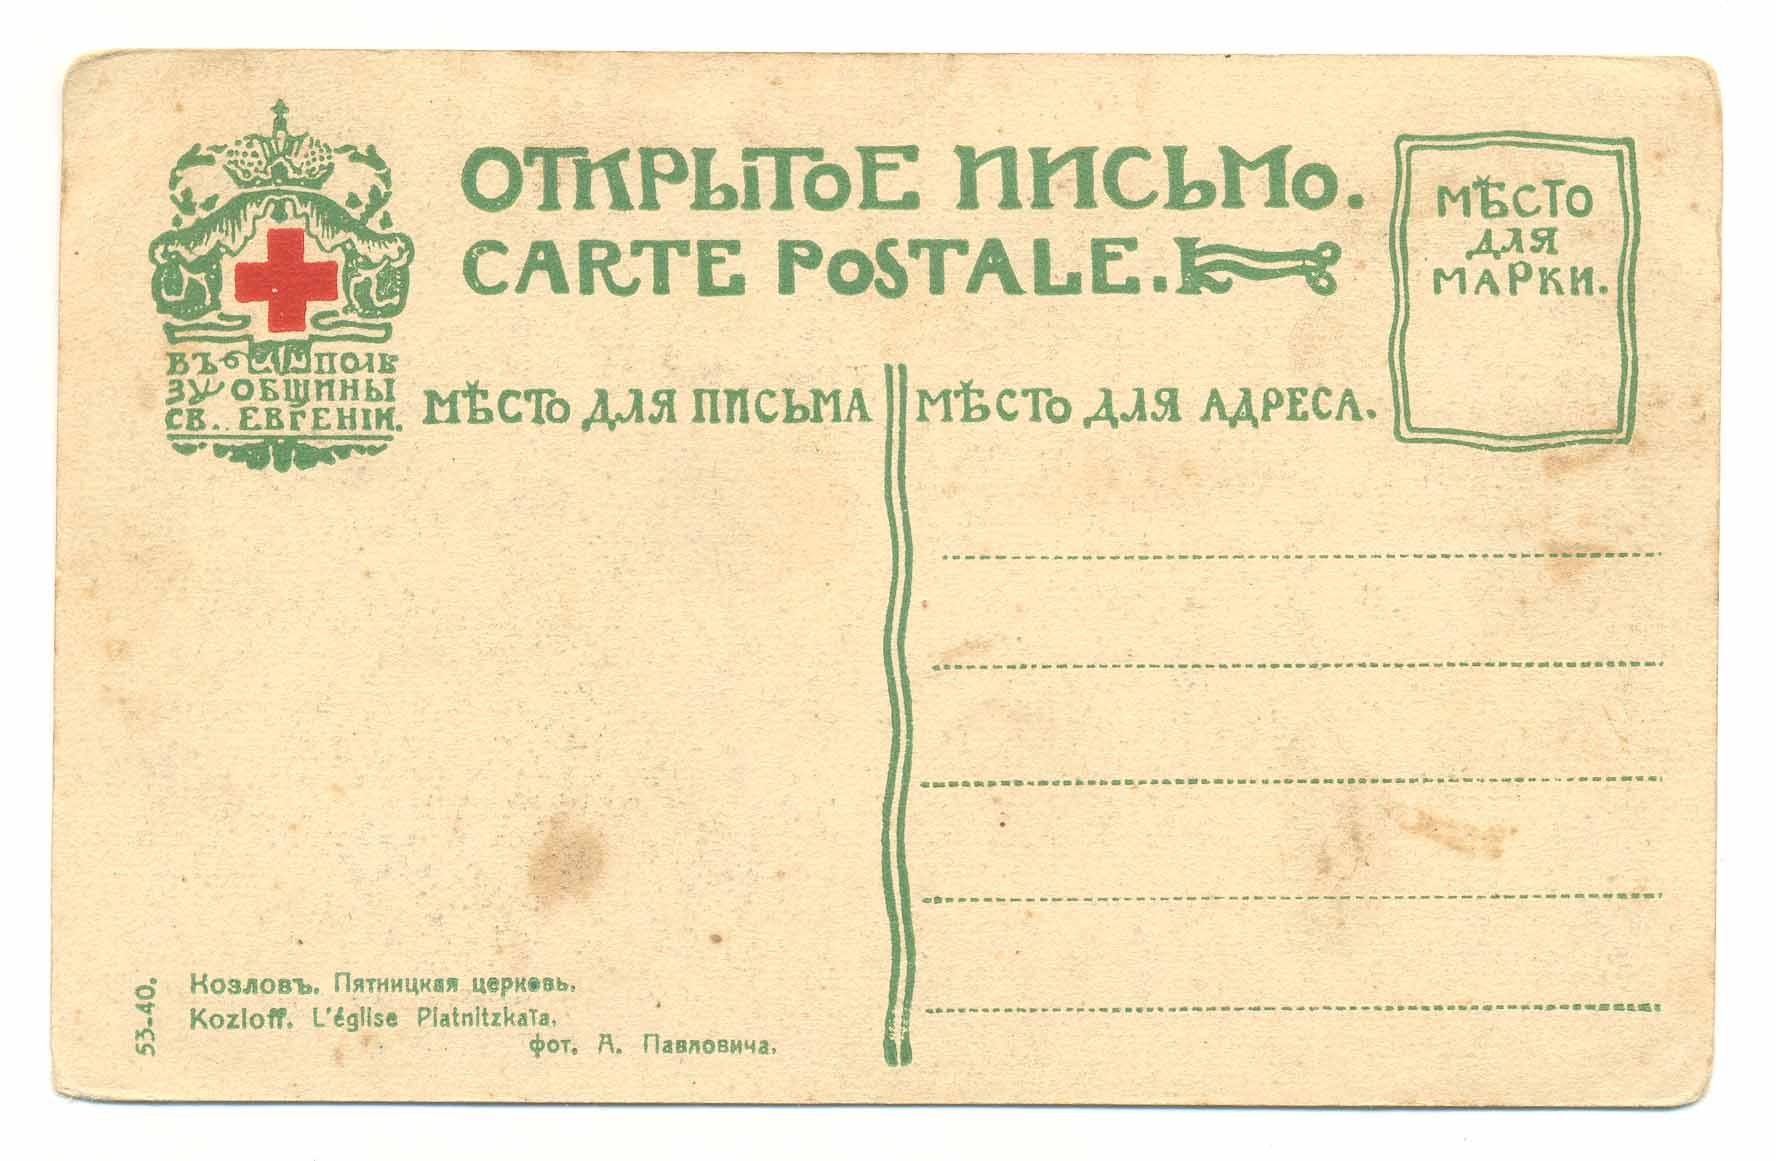 ОТКРЫТОЕ ПИСЬМО.
CARTE POSTALE.
МѢСТО
ДЛЯ
МАРКИ.
ВЪ ПОЛЬ
ЗУ ОБЩИНЫ
СВ. ЕВГЕНІИ.
МѢСТО ДЛЯ ПИСЬМА
МѢСТО ДЛЯ АДРЕСА.
53-40.
Козловъ. Пятницкая церковь.
Kozloff. L'église Piatnitzkaïa.
фот. А. Павловича.